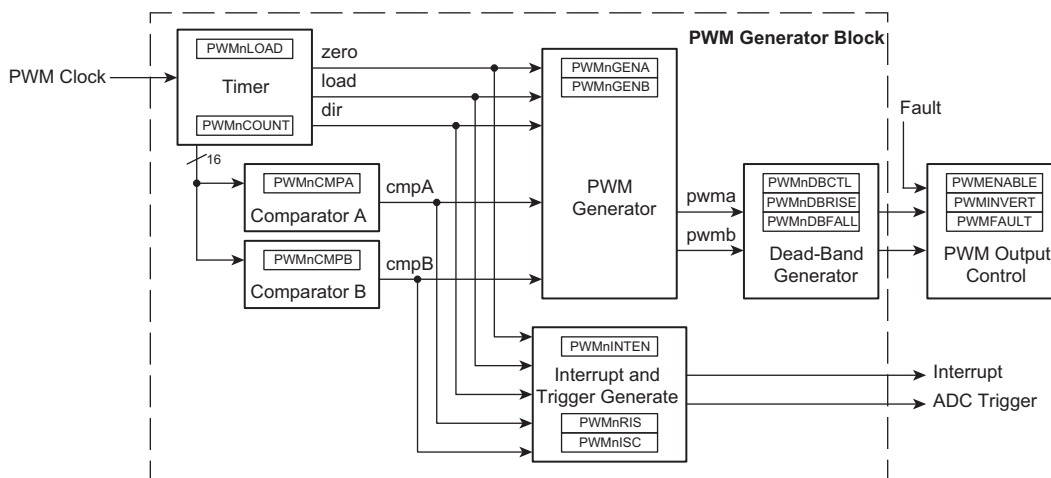 PWM Generator Block
PWM Clock
PWMnLOAD
Timer
PWMnCOUNT
zero
load
dir
16
PWMnCMPA
Comparator A
cmpA
PWMnCMPB
Comparator B
cmpB
PWMnGENA
PWMnGENB
PWM
Generator
pwma
pwmb
PWMnDBCTL
PWMnDBRISE
PWMnDBFALL
Dead-Band
Generator
Fault
PWMENABLE
PWMINVERT
PWMFAULT
PWM Output
Control
PWMnINTEN
Interrupt and
Trigger Generate
PWMnRIS
PWMnISC
Interrupt
ADC Trigger